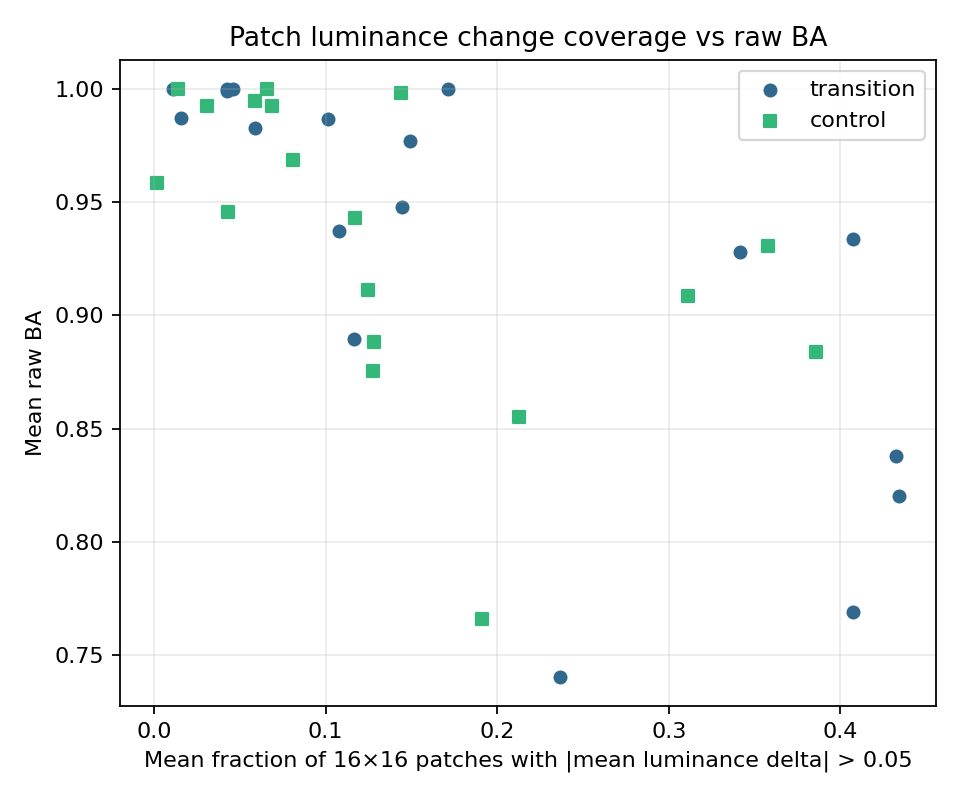 Patch luminance change coverage vs raw BA
transition
control
Mean raw BA
1.00
0.95
0.90
0.85
0.80
0.75
0.0
0.1
0.2
0.3
0.4
Mean fraction of 16×16 patches with |mean luminance delta| > 0.05